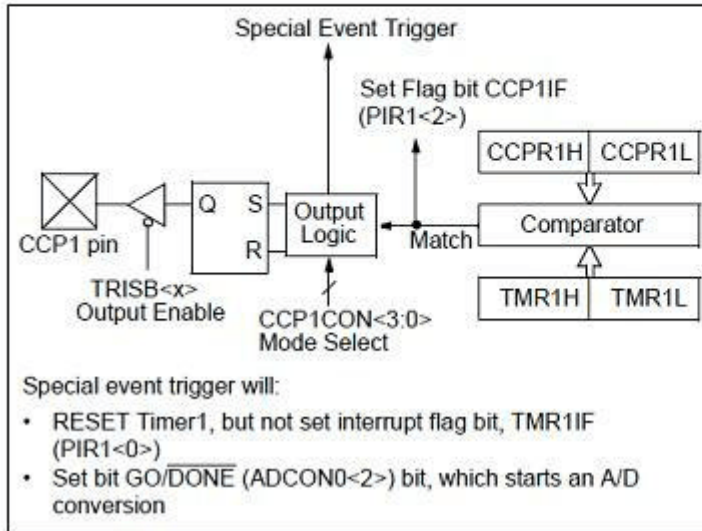 Special Event Trigger
Set Flag bit CCP1IF
(PIR1<2>)
CCPR1H CCPR1L
Q S
Output
Logic
R
Comparator
CCP1 pin
Match
TRISB<x>
Output Enable
CCP1CON<3:0>
Mode Select
TMR1H TMR1L
Special event trigger will:
• RESET Timer1, but not set interrupt flag bit, TMR1IF
(PIR1<0>)
• Set bit GO/DONE (ADCON0<2>) bit, which starts an A/D
conversion